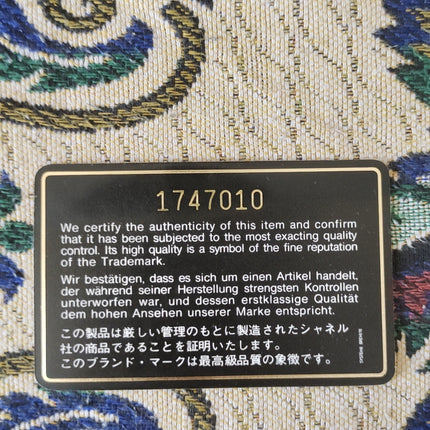 1747010
We certify the authenticity of this item and confirm
that it has been subjected to the most exacting quality
control. Its high quality is a symbol of the fine reputation
of the Trademark.
Wir bestätigen, dass es sich um einen Artikel handelt,
der während seiner Herstellung strengsten Kontrollen
unterworfen war, und dessen erstklassige Qualität
dem hohen Ansehen unserer Marke entspricht.
この製品は厳しい管理のもとに製造されたシャネル
社の商品であることを証明いたします。
このブランド・マークは最高級品質の象徴です。